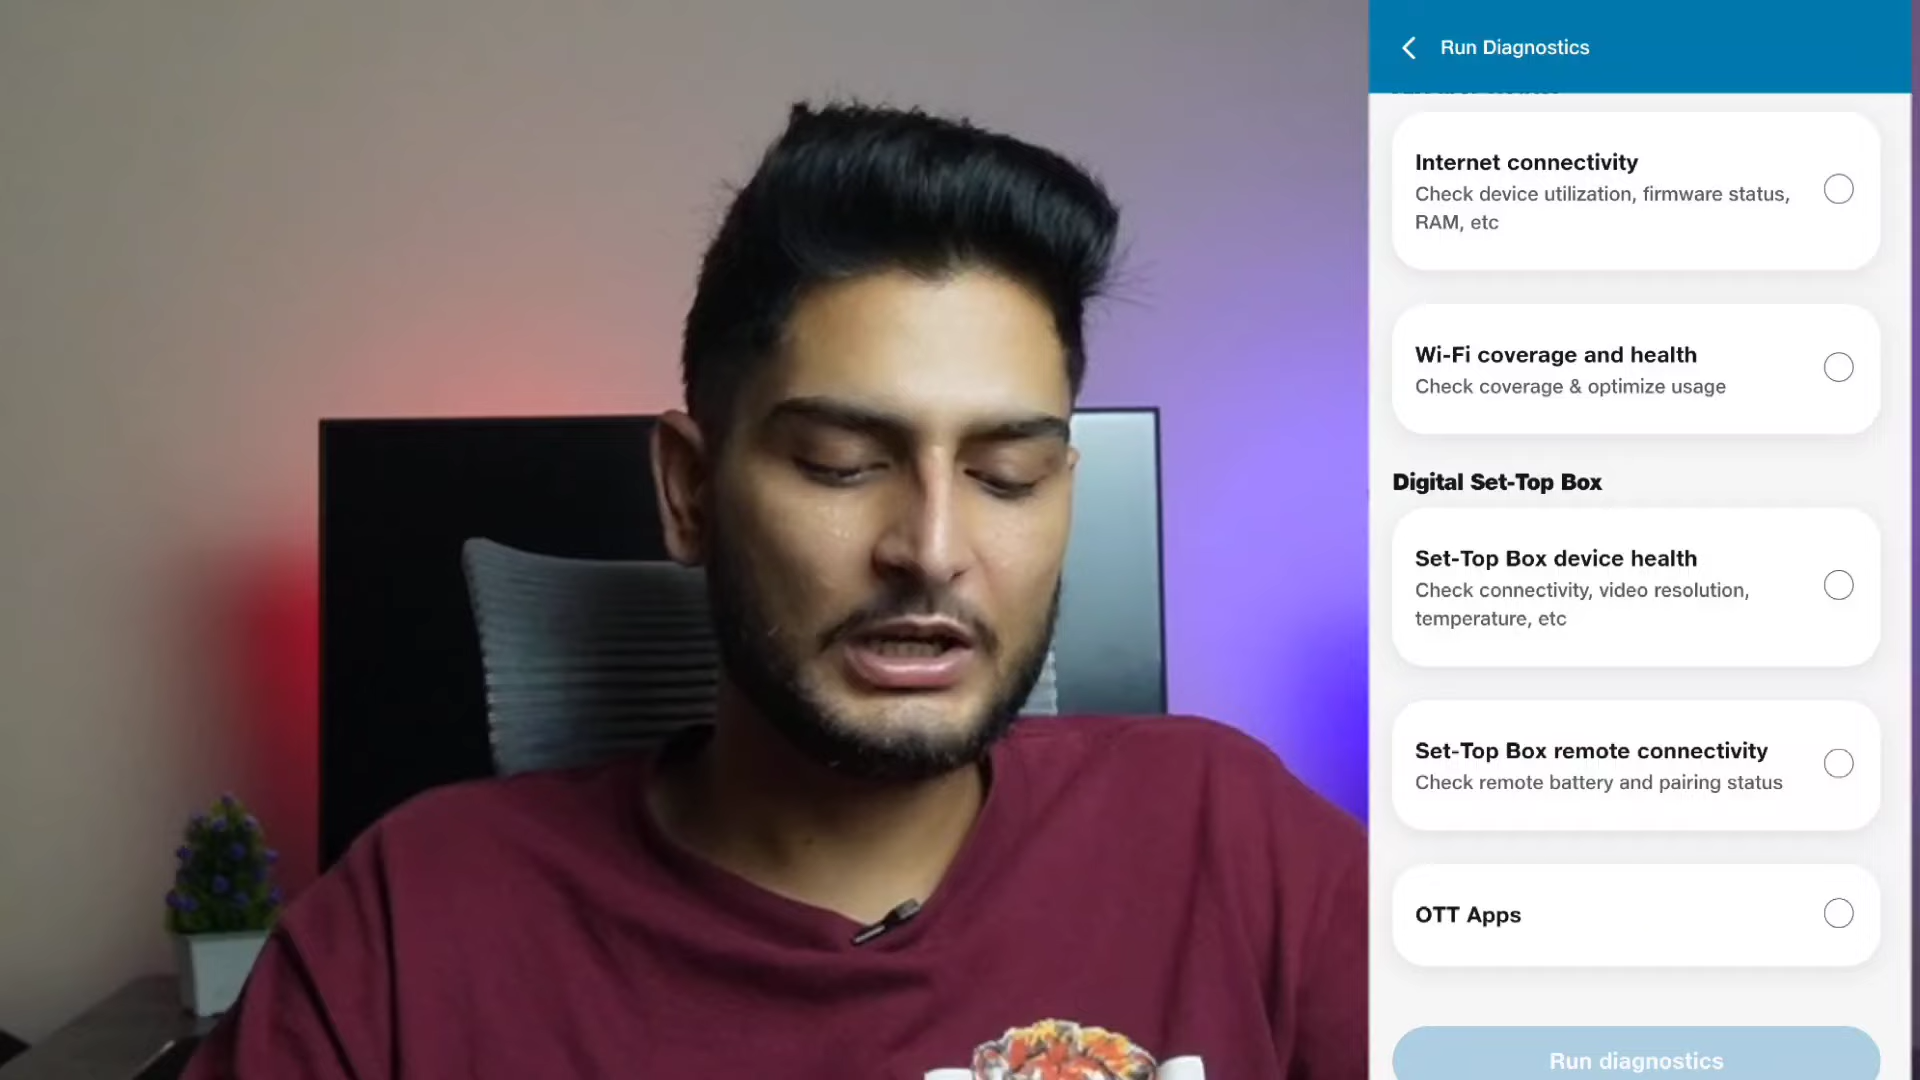 Run Diagnostics
Internet connectivity
Check device utilization, firmware status,
RAM, etc
Wi-Fi coverage and health
Check coverage & optimize usage
Digital Set-Top Box
Set-Top Box device health
Check connectivity, video resolution,
temperature, etc
Set-Top Box remote connectivity
Check remote battery and pairing status
OTT Apps
Run diagnostics